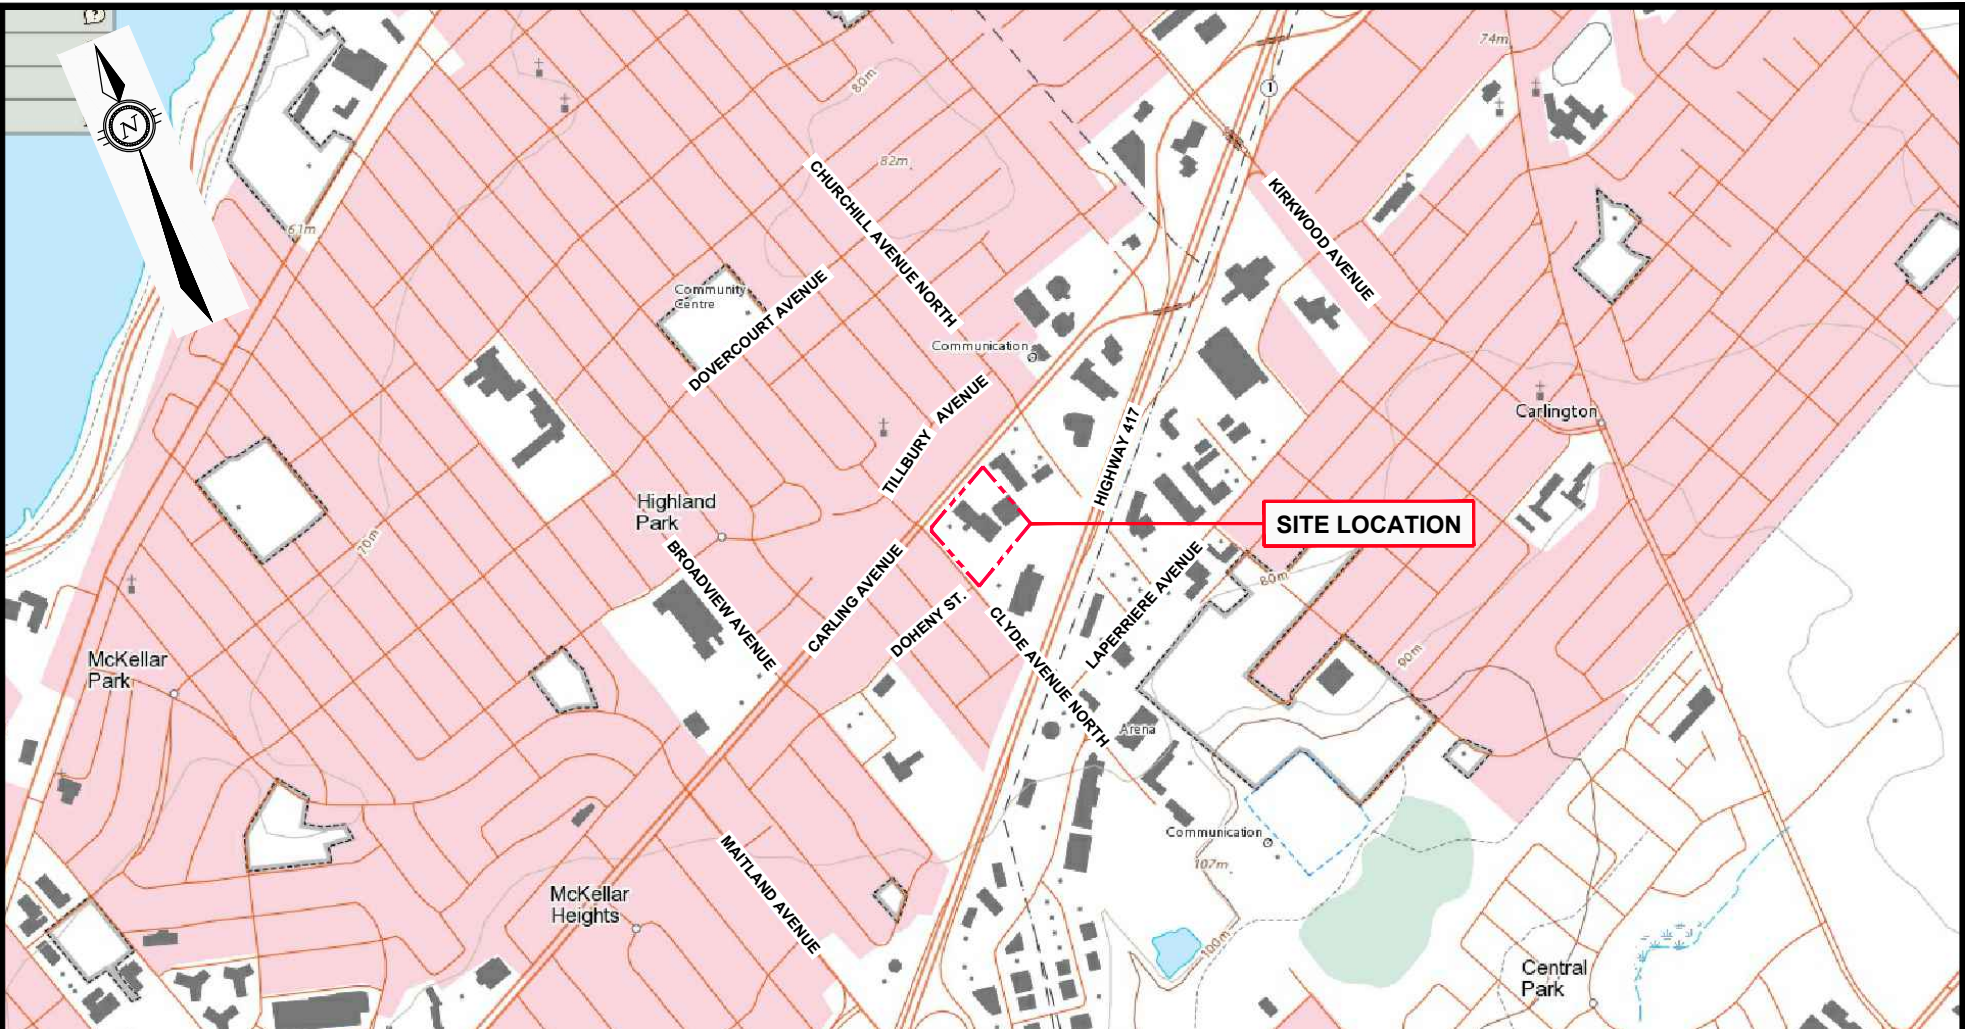 ?
N
61m
80m
82m
74m
1
CHURCHILL AVENUE NORTH
KIRKWOOD AVENUE
Community
Centre
DOVERCOURT AVENUE
Communication
TILLBURY AVENUE
HIGHWAY 417
Carlington
Highland
Park
70m
SITE LOCATION
BROADVIEW AVENUE
CARLING AVENUE
DOHENY ST.
CLYDE AVENUE NORTH
LAPERRIERE AVENUE
80m
90m
McKellar
Park
Arena
Communication
107m
MAITLAND AVENUE
McKellar
Heights
100m
Central
Park